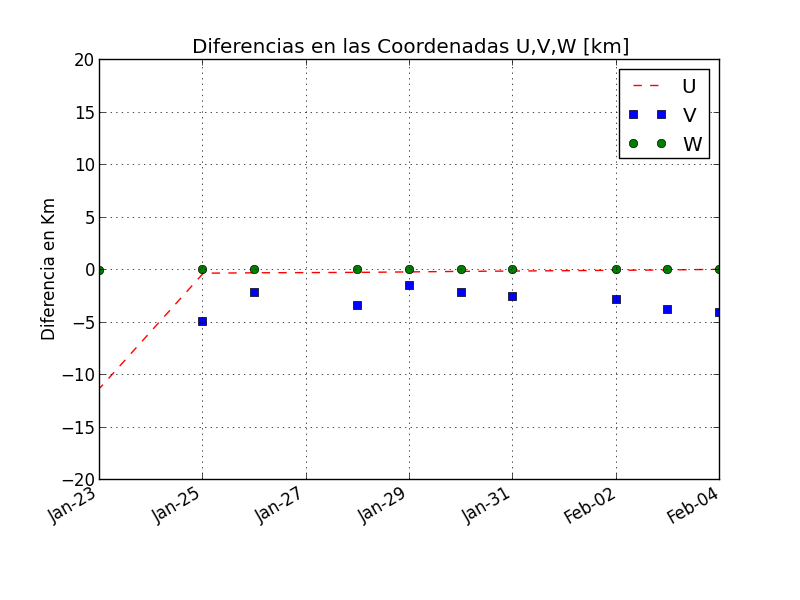 Diferencias en las Coordenadas U,V,W [km]
U
V
W
Diferencia en Km
20
15
10
5
0
−5
−10
−15
−20
Jan-23
Jan-25
Jan-27
Jan-29
Jan-31
Feb-02
Feb-04